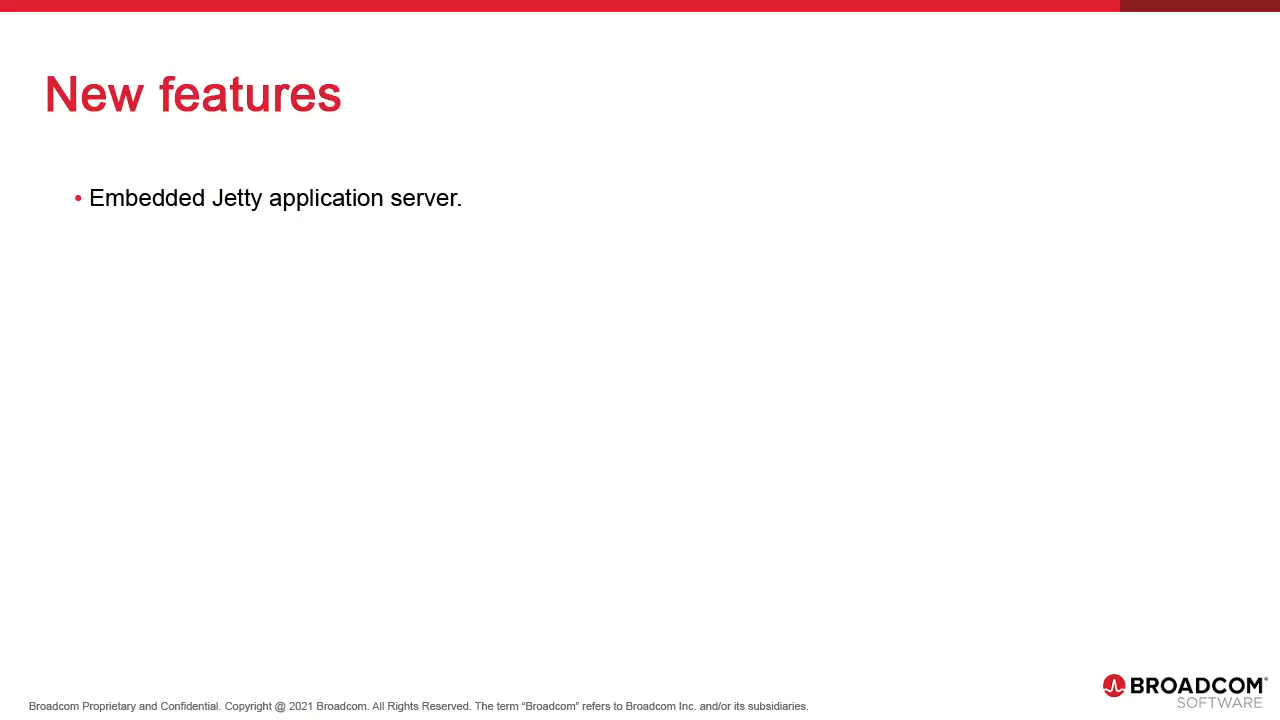 New features
• Embedded Jetty application server.
BROADCOM®
SOFTWARE
Broadcom Proprietary and Confidential. Copyright @ 2021 Broadcom. All Rights Reserved. The term “Broadcom” refers to Broadcom Inc. and/or its subsidiaries.